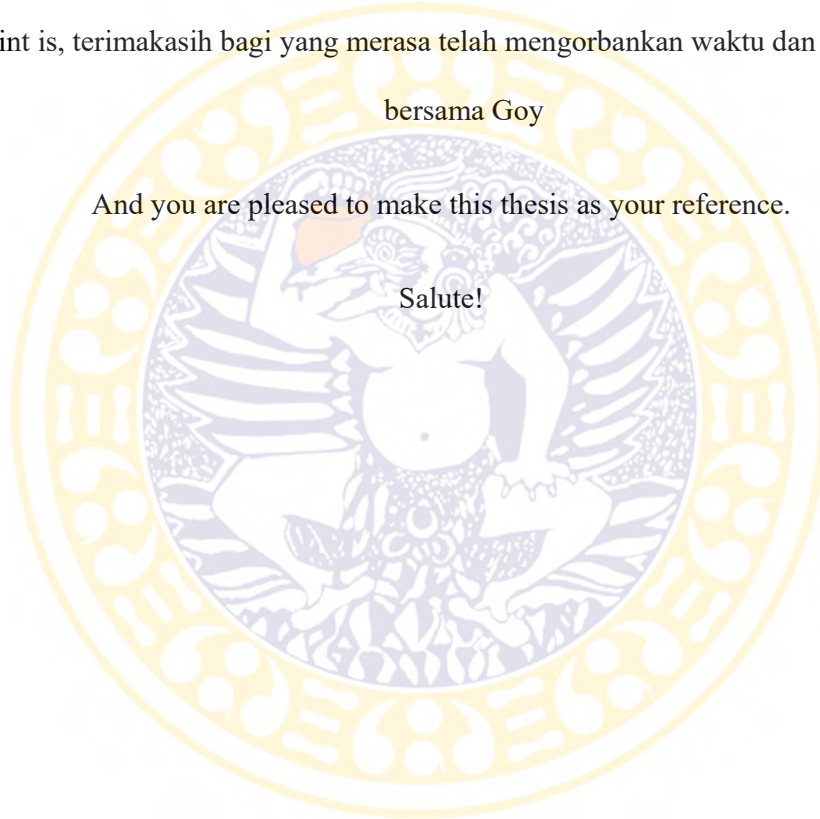 int is, terimakasih bagi yang merasa telah mengorbankan waktu dan
bersama Goy
And you are pleased to make this thesis as your reference.
Salute!